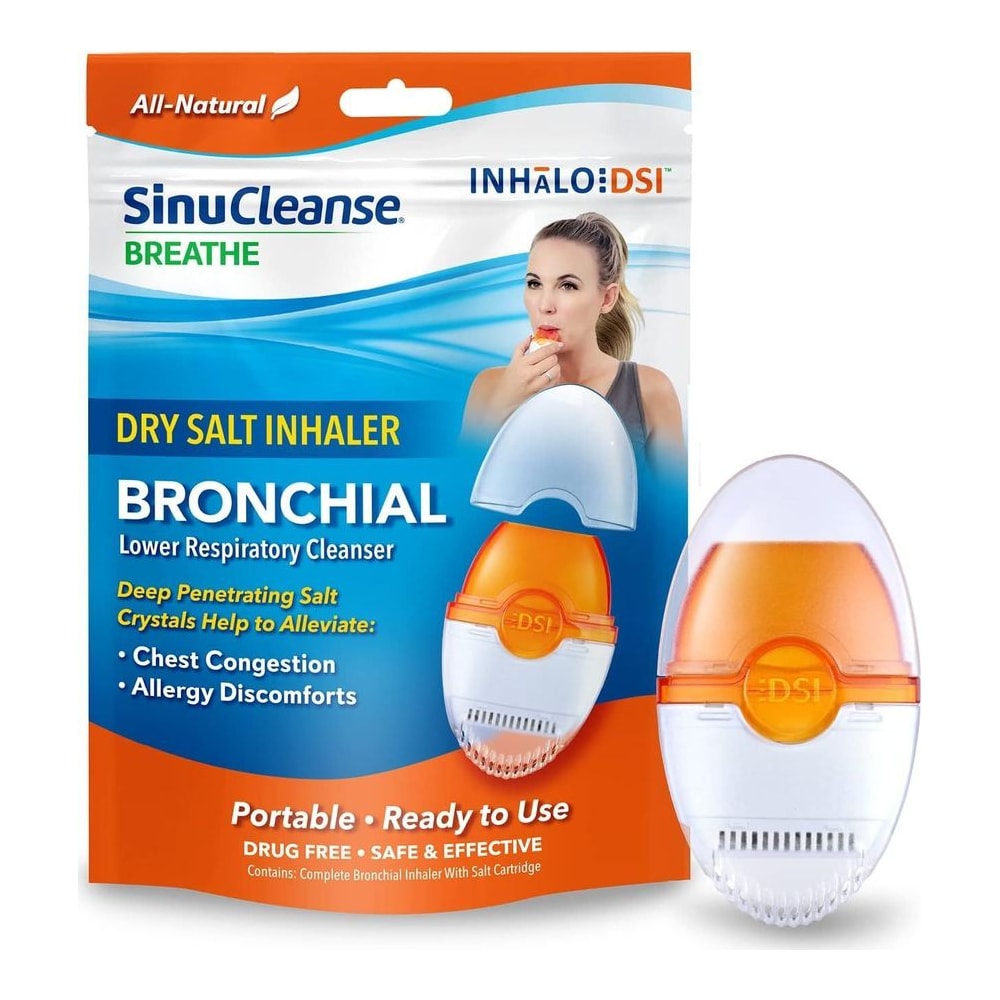 All-Natural
INHĀLO⁝DSI™
SinuCleanse®
BREATHE
DRY SALT INHALER
BRONCHIAL
Lower Respiratory Cleanser
Deep Penetrating Salt
Crystals Help to Alleviate:
• Chest Congestion
• Allergy Discomforts
DSI
DSI
Portable • Ready to Use
DRUG FREE • SAFE & EFFECTIVE
Contains: Complete Bronchial Inhaler With Salt Cartridge